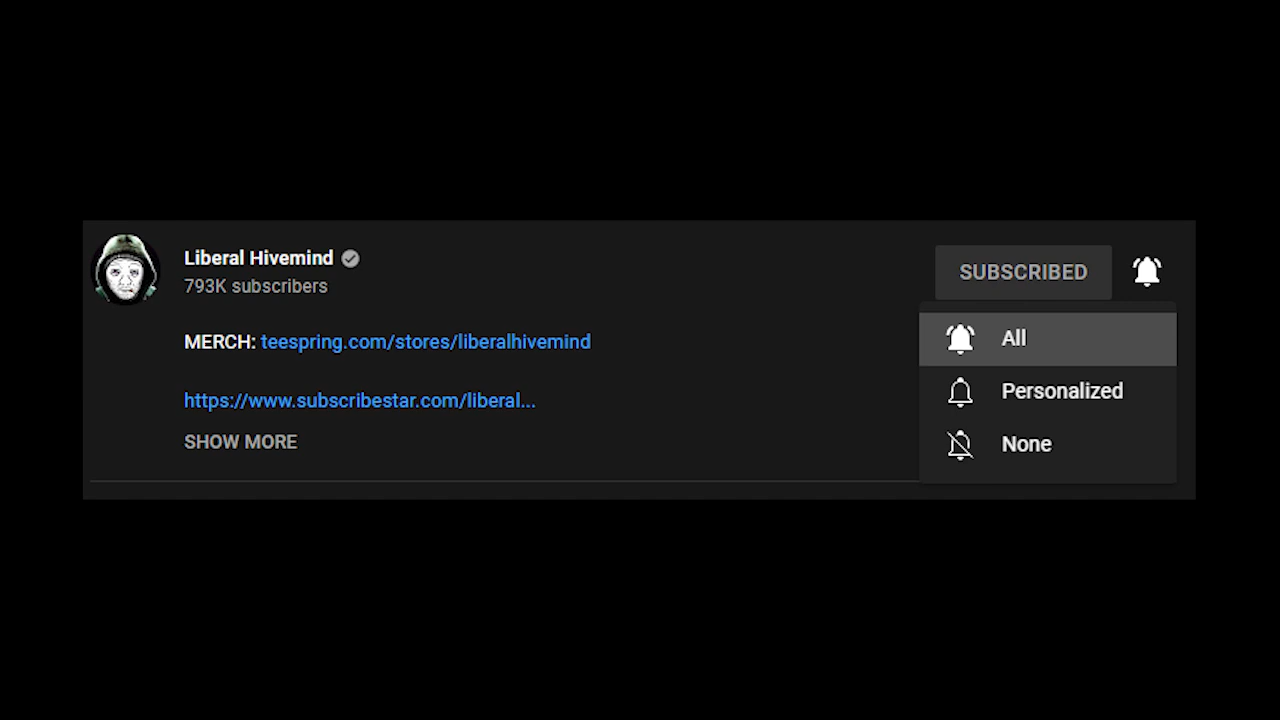 Liberal Hivemind
793K subscribers
MERCH: teespring.com/stores/liberalhivemind
https://www.subscribestar.com/liberal...
SHOW MORE
SUBSCRIBED
All
Personalized
None